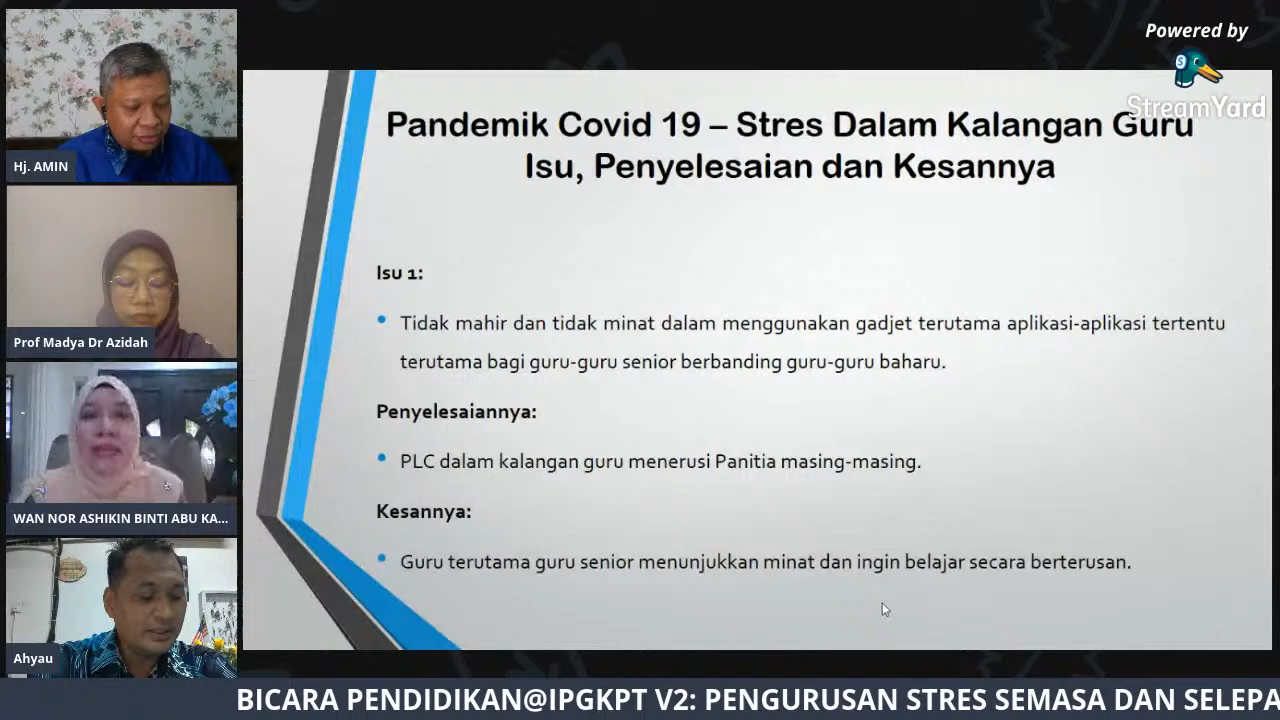 Powered by
StreamYard
Hj. AMIN
Prof Madya Dr Azidah
WAN NOR ASHIKIN BINTI ABU KA...
Ahyau
Pandemik Covid 19 – Stres Dalam Kalangan Guru
Isu, Penyelesaian dan Kesannya
Isu 1:
Tidak mahir dan tidak minat dalam menggunakan gadjet terutama aplikasi-aplikasi tertentu
terutama bagi guru-guru senior berbanding guru-guru baharu.
Penyelesaiannya:
PLC dalam kalangan guru menerusi Panitia masing-masing.
Kesannya:
Guru terutama guru senior menunjukkan minat dan ingin belajar secara berterusan.
BICARA PENDIDIKAN@IPGKPT V2: PENGURUSAN STRES SEMASA DAN SELEPA